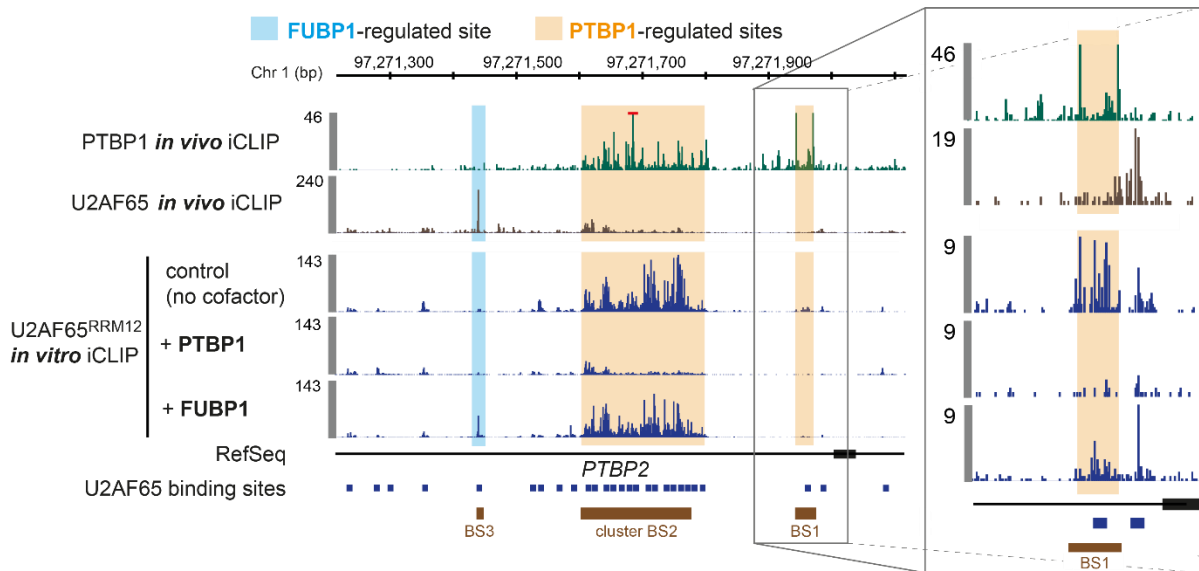 FUBP1-regulated site PTBP1-regulated sites
Chr 1 (bp) 97,271,300 97,271,500 97,271,700 97,271,900
PTBP1 in vivo iCLIP 46
U2AF65 in vivo iCLIP 240
U2AF65RRM12
in vitro iCLIP
control
(no cofactor) 143
+ PTBP1 143
+ FUBP1 143
RefSeq
PTBP2
U2AF65 binding sites
BS3 cluster BS2 BS1
46
19
9
9
9
BS1